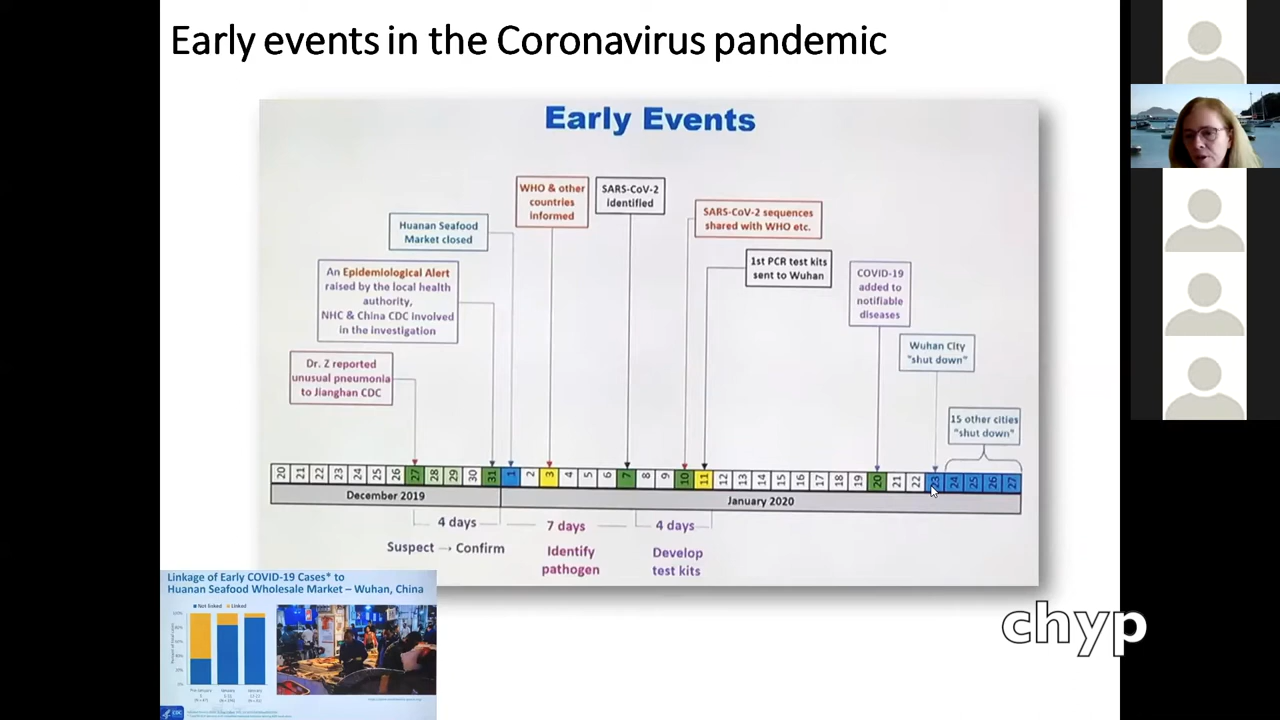 Early events in the Coronavirus pandemic
Early Events
WHO & other
countries
informed
SARS-CoV-2
identified
SARS-CoV-2 sequences
shared with WHO etc.
Huanan Seafood
Market closed
1st PCR test kits
sent to Wuhan
An Epidemiological Alert
raised by the local health
authority,
NHC & China CDC involved
in the investigation
COVID-19
added to
notifiable
diseases
Wuhan City
"shut down"
Dr. Z reported
unusual pneumonia
to Jianghan CDC
15 other cities
"shut down"
20 21 22 23 24 25 26 27 28 29 30 31 1 2 3 4 5 6 7 8 9 10 11 12 13 14 15 16 17 18 19 20 21 22 23 24 25 26 27
December 2019
January 2020
4 days
7 days
4 days
Suspect → Confirm
Identify
pathogen
Develop
test kits
Linkage of Early COVID-19 Cases* to
Huanan Seafood Wholesale Market – Wuhan, China
Not linked Linked
CDC
chyp